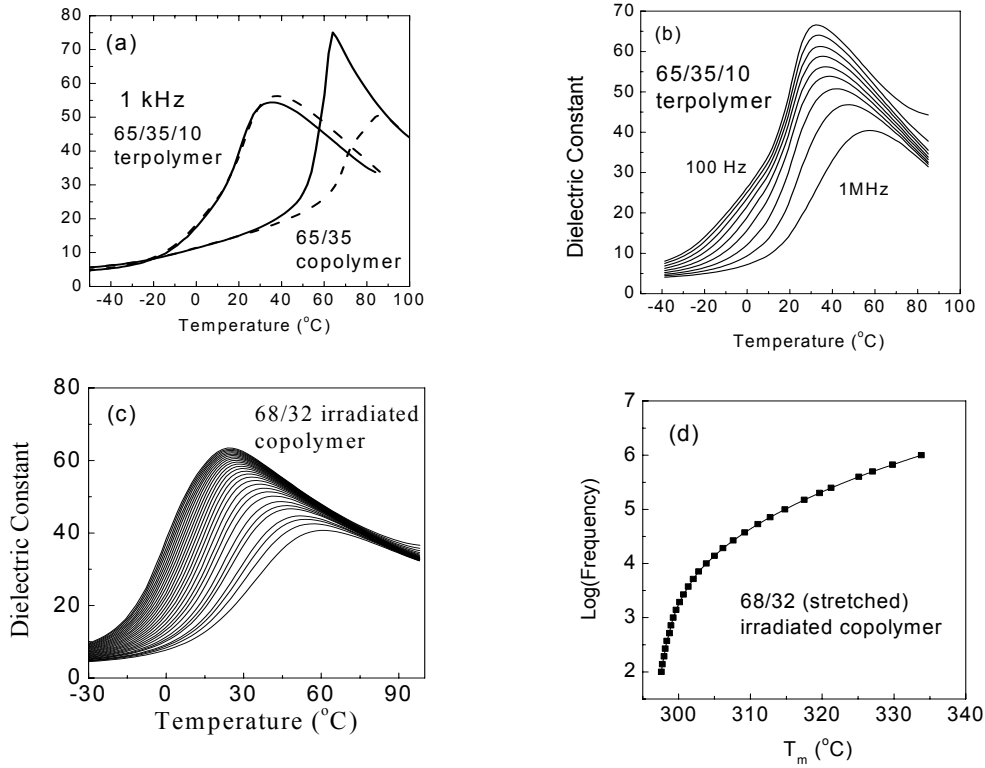 (a)
1 kHz
65/35/10
terpolymer
65/35
copolymer
80
70
60
50
40
30
20
10
0
-40 -20 0 20 40 60 80 100
Temperature (°C)
(b)
65/35/10
terpolymer
100 Hz
1MHz
Dielectric Constant
70
60
50
40
30
20
10
0
-40 -20 0 20 40 60 80 100
Temperature (°C)
(c)
68/32 irradiated
copolymer
Dielectric Constant
80
60
40
20
0
-30 0 30 60 90
Temperature (°C)
(d)
68/32 (stretched)
irradiated copolymer
Log(Frequency)
7
6
5
4
3
2
300 310 320 330 340
Tm (°C)